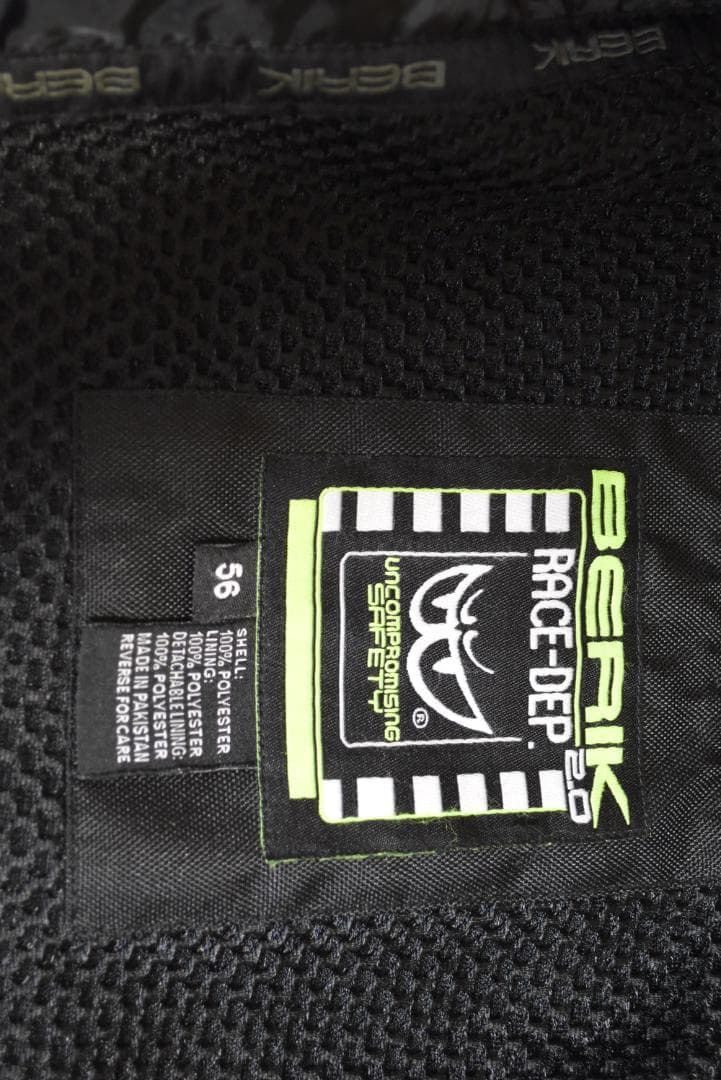 BERIK BERIK BERIK
BERIK
RACE-DEP. 2.0
®
UNCOMPROMISING
SAFETY
56
SHELL:
100% POLYESTER
LINING:
100% POLYESTER
DETACHABLE LINING:
100% POLYESTER
MADE IN PAKISTAN
REVERSE FOR CARE